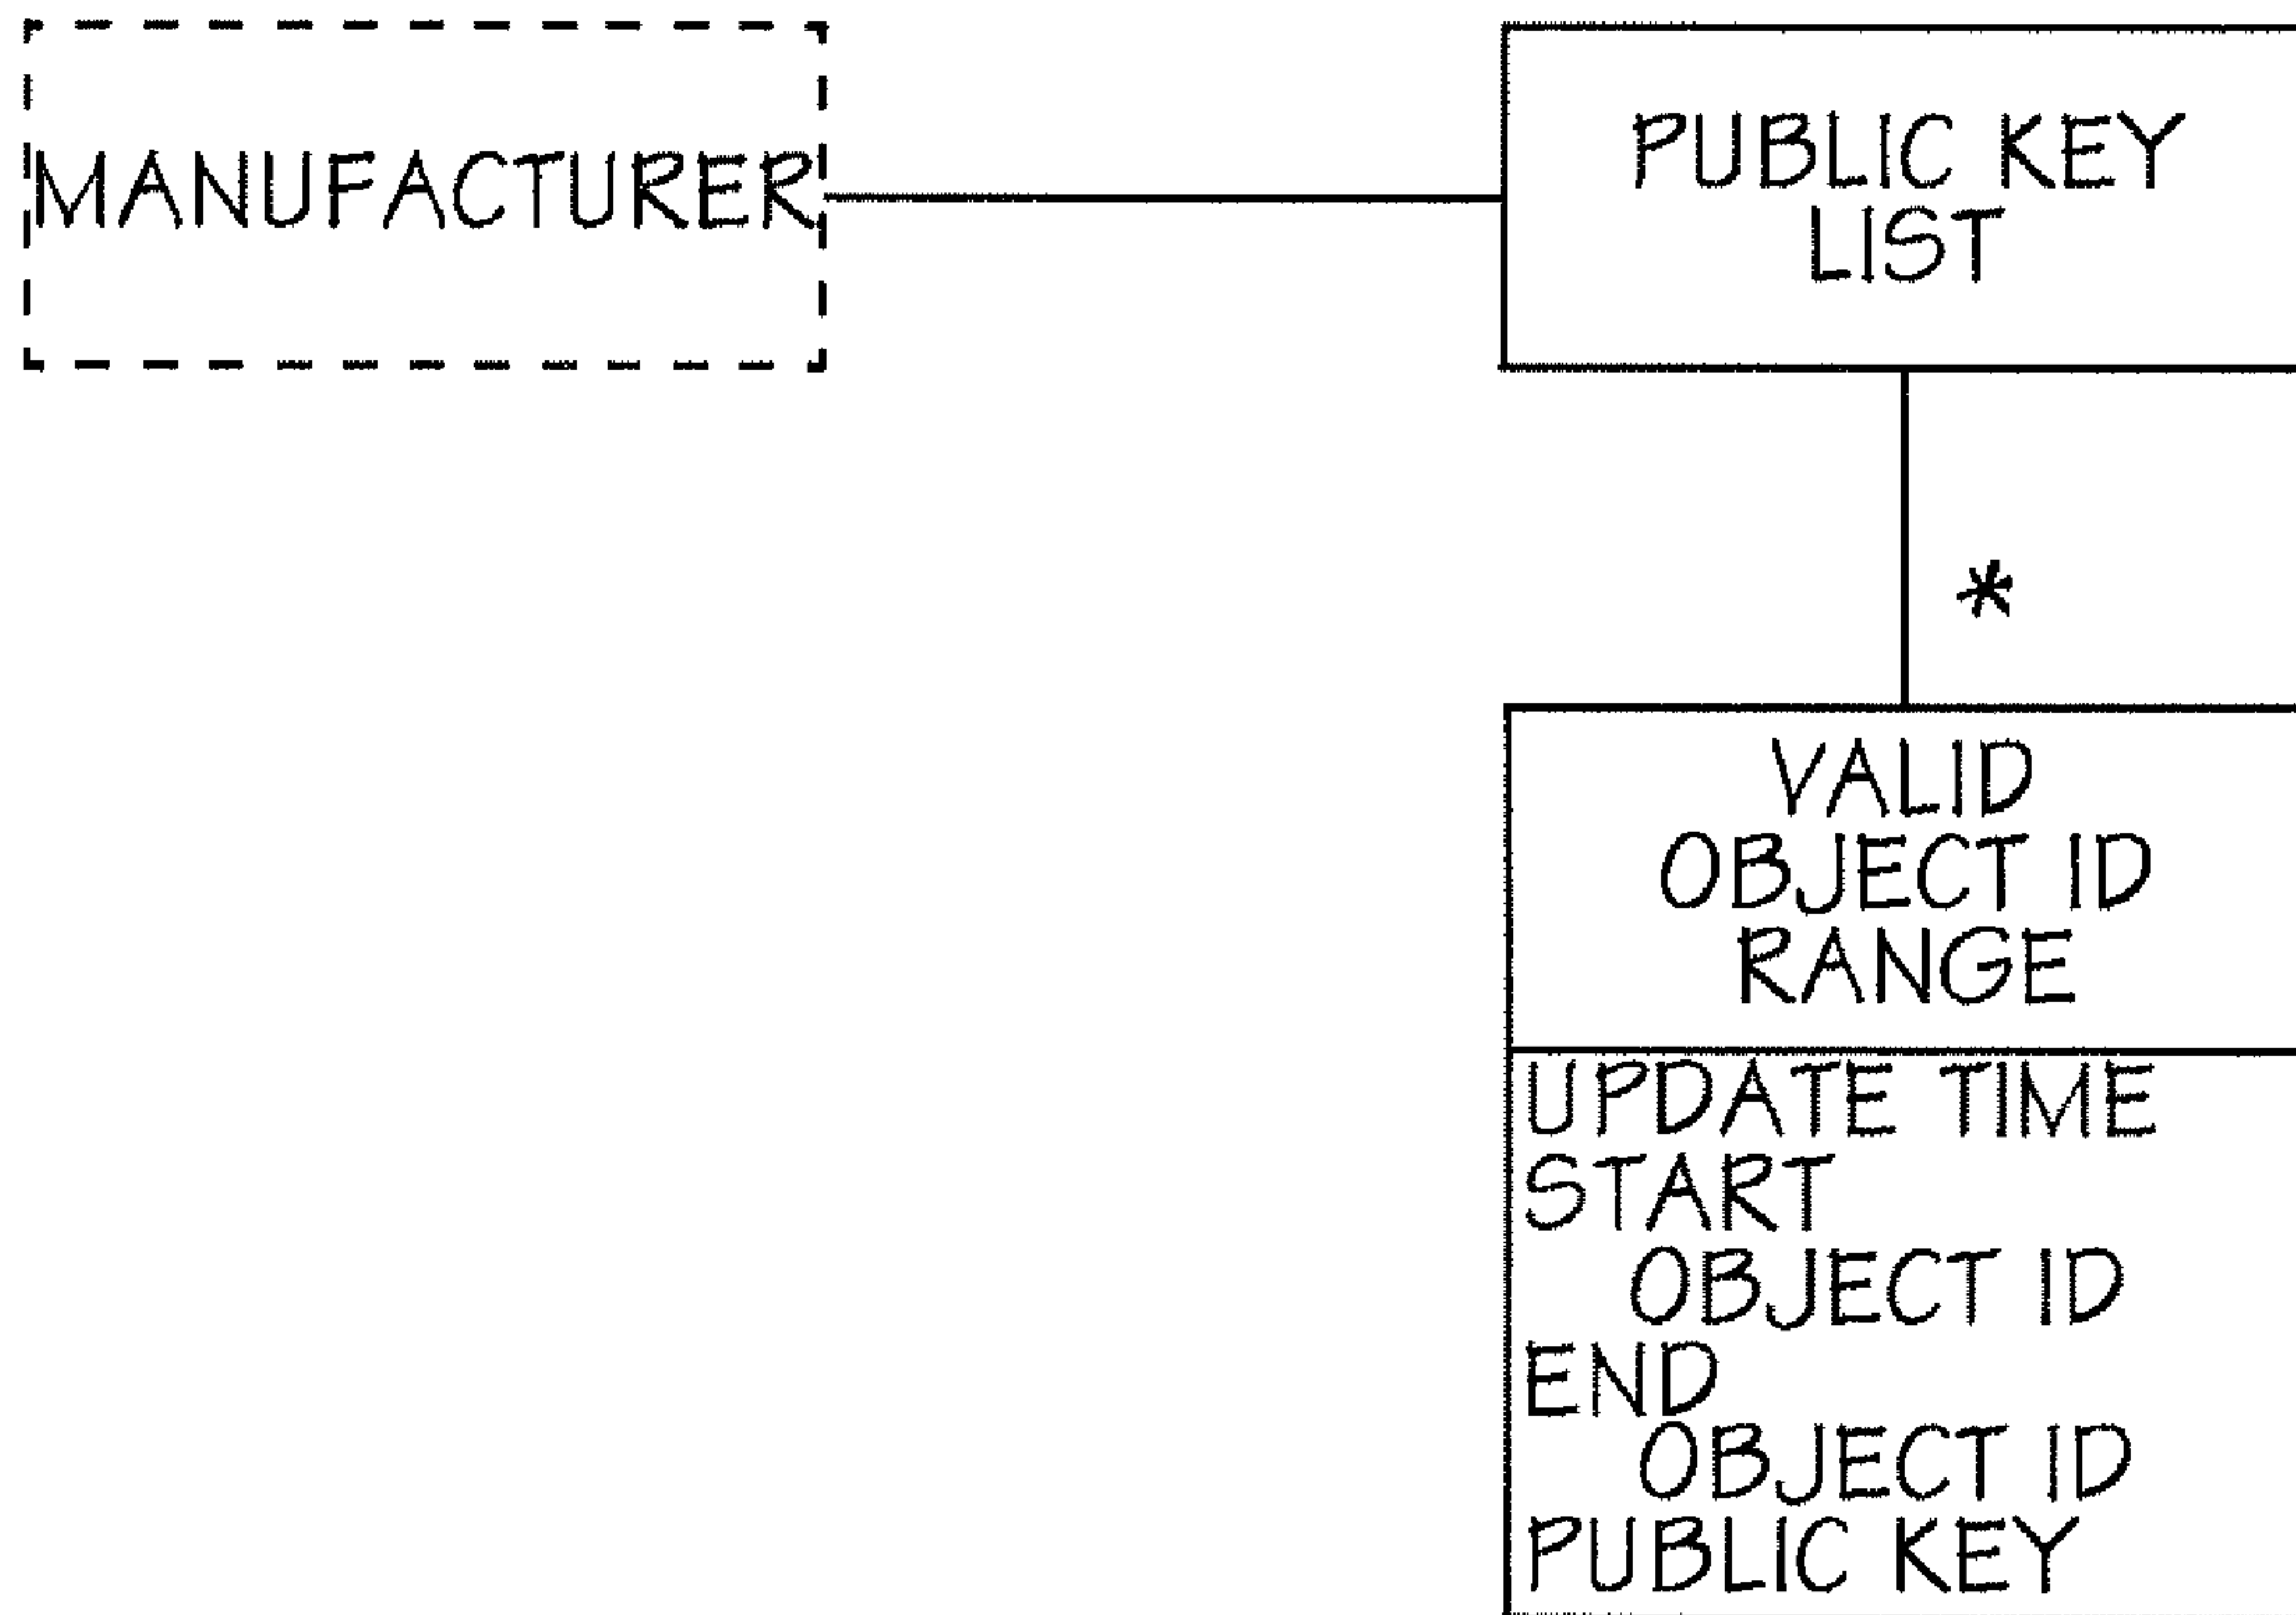 MANUFACTURER
PUBLIC KEY
LIST
*
VALID
OBJECT ID
RANGE
UPDATE TIME
START
OBJECT ID
END
OBJECT ID
PUBLIC KEY